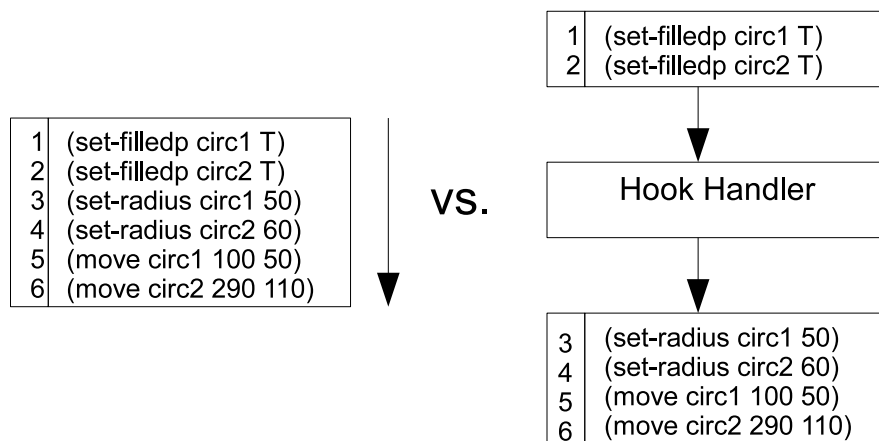 1 (set-filledp circ1 T)
2 (set-filledp circ2 T)
3 (set-radius circ1 50)
4 (set-radius circ2 60)
5 (move circ1 100 50)
6 (move circ2 290 110)
vs.
1 (set-filledp circ1 T)
2 (set-filledp circ2 T)
Hook Handler
3 (set-radius circ1 50)
4 (set-radius circ2 60)
5 (move circ1 100 50)
6 (move circ2 290 110)